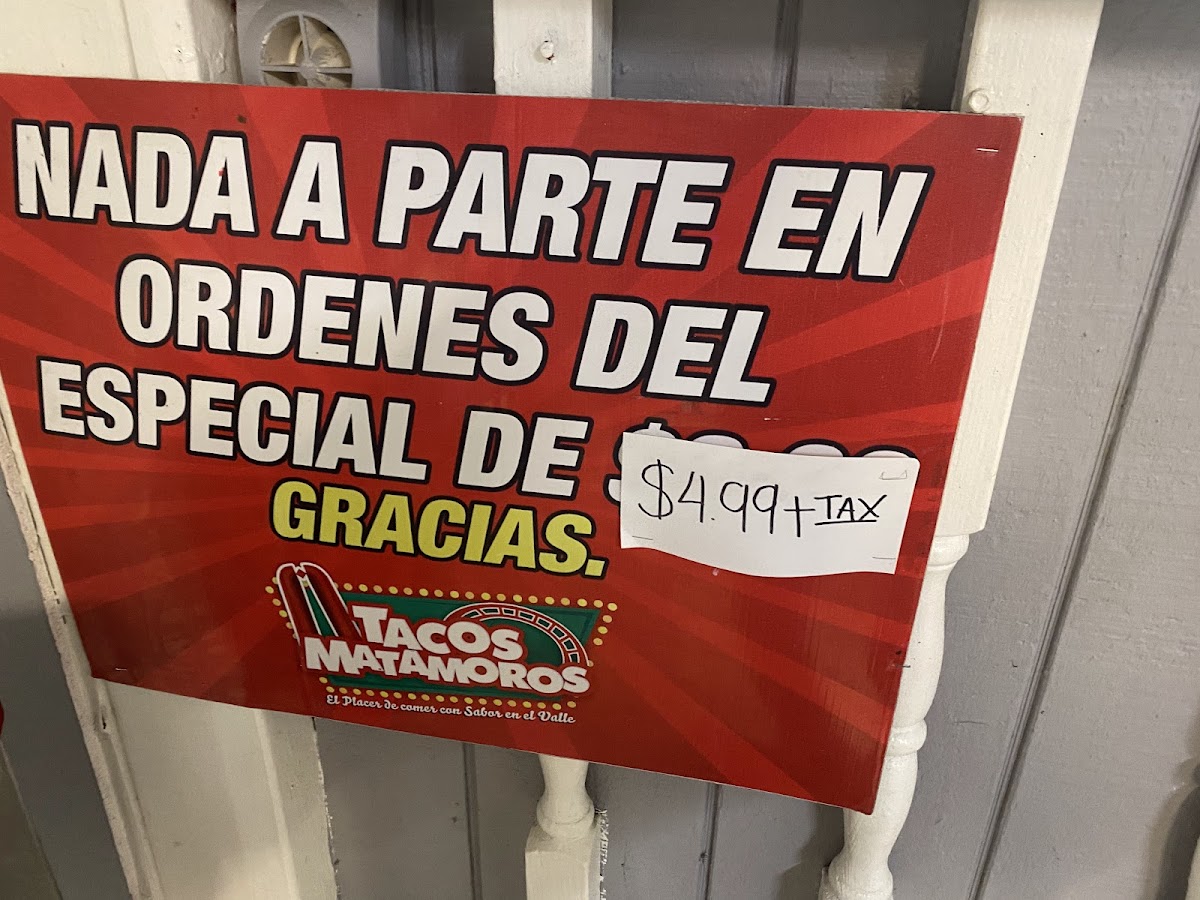 NADA A PARTE EN
ORDENES DEL
ESPECIAL DE $4.99+TAX
GRACIAS.
TACOS
MATAMOROS
El Placer de comer con Sabor en el Valle